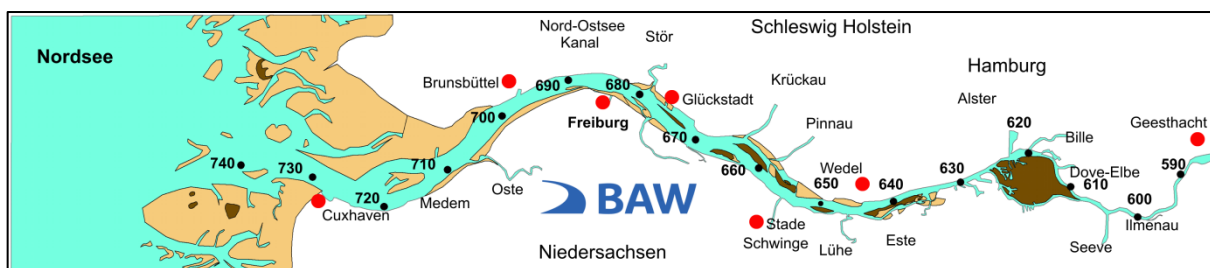 Nordsee
Nord-Ostsee
Kanal
Stör
Schleswig Holstein
Hamburg
Brunsbüttel
690
680
Glückstadt
Krückau
Alster
Geesthacht
700
Freiburg
670
Pinnau
620
Bille
740
730
710
Oste
BAW
660
Wedel
650
640
630
Dove-Elbe
610
590
Cuxhaven
720
Medem
Stade
Schwinge
Lühe
Este
600
Ilmenau
Seeve
Niedersachsen